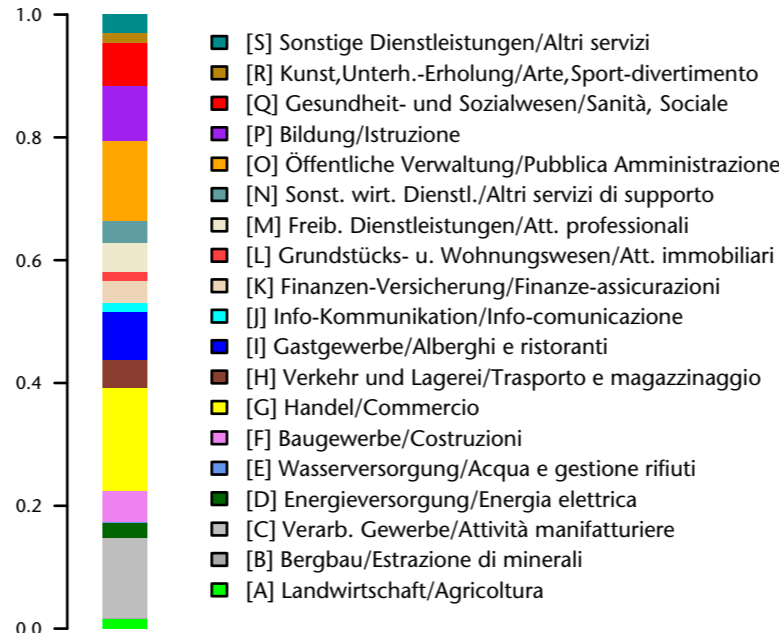 1.0
0.8
0.6
0.4
0.2
0.0
[S] Sonstige Dienstleistungen/Altri servizi
[R] Kunst,Unterh.-Erholung/Arte,Sport-divertimento
[Q] Gesundheit- und Sozialwesen/Sanità, Sociale
[P] Bildung/Istruzione
[O] Öffentliche Verwaltung/Pubblica Amministrazione
[N] Sonst. wirt. Dienstl./Altri servizi di supporto
[M] Freib. Dienstleistungen/Att. professionali
[L] Grundstücks- u. Wohnungswesen/Att. immobiliari
[K] Finanzen-Versicherung/Finanze-assicurazioni
[J] Info-Kommunikation/Info-comunicazione
[I] Gastgewerbe/Alberghi e ristoranti
[H] Verkehr und Lagerei/Trasporto e magazzinaggio
[G] Handel/Commercio
[F] Baugewerbe/Costruzioni
[E] Wasserversorgung/Acqua e gestione rifiuti
[D] Energieversorgung/Energia elettrica
[C] Verarb. Gewerbe/Attività manifatturiere
[B] Bergbau/Estrazione di minerali
[A] Landwirtschaft/Agricoltura